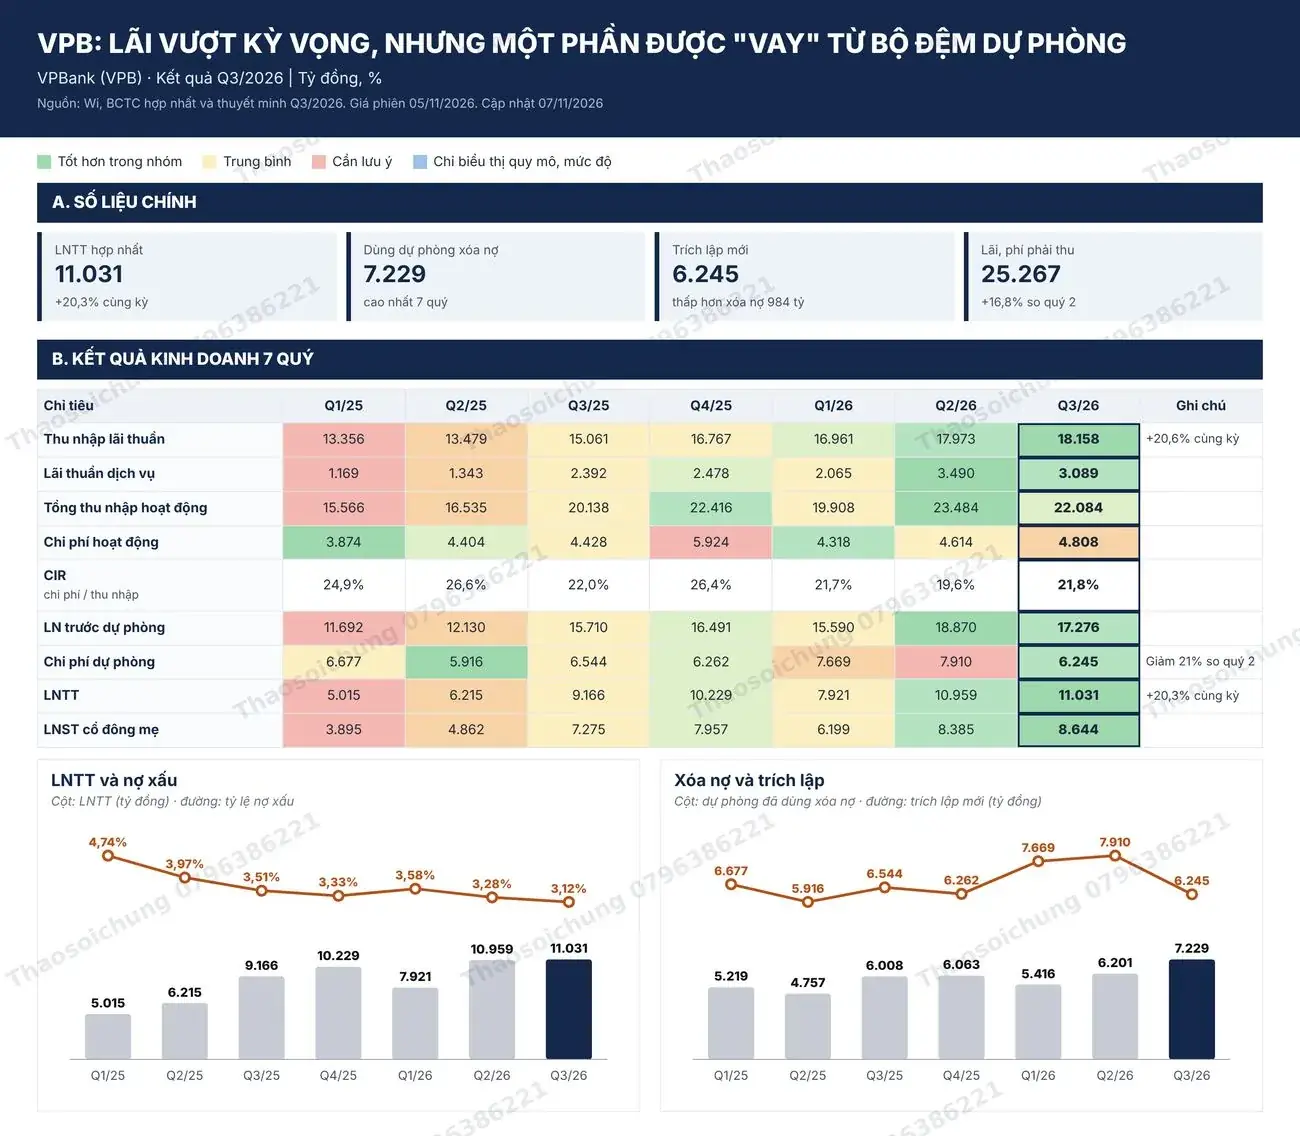 VPB: LÃI VƯỢT KỲ VỌNG, NHƯNG MỘT PHẦN ĐƯỢC "VAY" TỪ BỘ ĐỆM DỰ PHÒNG
VPBank (VPB) · Kết quả Q3/2026 | Tỷ đồng, %
Nguồn: Wi, BCTC hợp nhất và thuyết minh Q3/2026. Giá phiên 05/11/2026. Cập nhật 07/11/2026
Tốt hơn trong nhóm Trung bình Cần lưu ý Chỉ biểu thị quy mô, mức độ
A. SỐ LIỆU CHÍNH
LNTT hợp nhất Dùng dự phòng xóa nợ Trích lập mới Lãi, phí phải thu
11.031 7.229 6.245 25.267
+20,3% cùng kỳ cao nhất 7 quý thấp hơn xóa nợ 984 tỷ +16,8% so quý 2
B. KẾT QUẢ KINH DOANH 7 QUÝ
Chỉ tiêu Q1/25 Q2/25 Q3/25 Q4/25 Q1/26 Q2/26 Q3/26 Ghi chú
Thu nhập lãi thuần 13.356 13.479 15.061 16.767 16.961 17.973 18.158 +20,6% cùng kỳ
Lãi thuần dịch vụ 1.169 1.343 2.392 2.478 2.065 3.490 3.089
Tổng thu nhập hoạt động 15.566 16.535 20.138 22.416 19.908 23.484 22.084
Chi phí hoạt động 3.874 4.404 4.428 5.924 4.318 4.614 4.808
CIR
chi phí / thu nhập 24,9% 26,6% 22,0% 26,4% 21,7% 19,6% 21,8%
LN trước dự phòng 11.692 12.130 15.710 16.491 15.590 18.870 17.276
Chi phí dự phòng 6.677 5.916 6.544 6.262 7.669 7.910 6.245 Giảm 21% so quý 2
LNTT 5.015 6.215 9.166 10.229 7.921 10.959 11.031 +20,3% cùng kỳ
LNST cổ đông mẹ 3.895 4.862 7.275 7.957 6.199 8.385 8.644
LNTT và nợ xấu
Cột: LNTT (tỷ đồng) · đường: tỷ lệ nợ xấu
4,74% 3,97% 3,51% 3,33% 3,58% 3,28% 3,12%
5.015 6.215 9.166 10.229 7.921 10.959 11.031
Q1/25 Q2/25 Q3/25 Q4/25 Q1/26 Q2/26 Q3/26
Xóa nợ và trích lập
Cột: dự phòng đã dùng xóa nợ · đường: trích lập mới (tỷ đồng)
6.677 5.916 6.544 6.262 7.669 7.910 6.245
5.219 4.757 6.008 6.063 5.416 6.201 7.229
Q1/25 Q2/25 Q3/25 Q4/25 Q1/26 Q2/26 Q3/26
Thaosoichung 0796386221